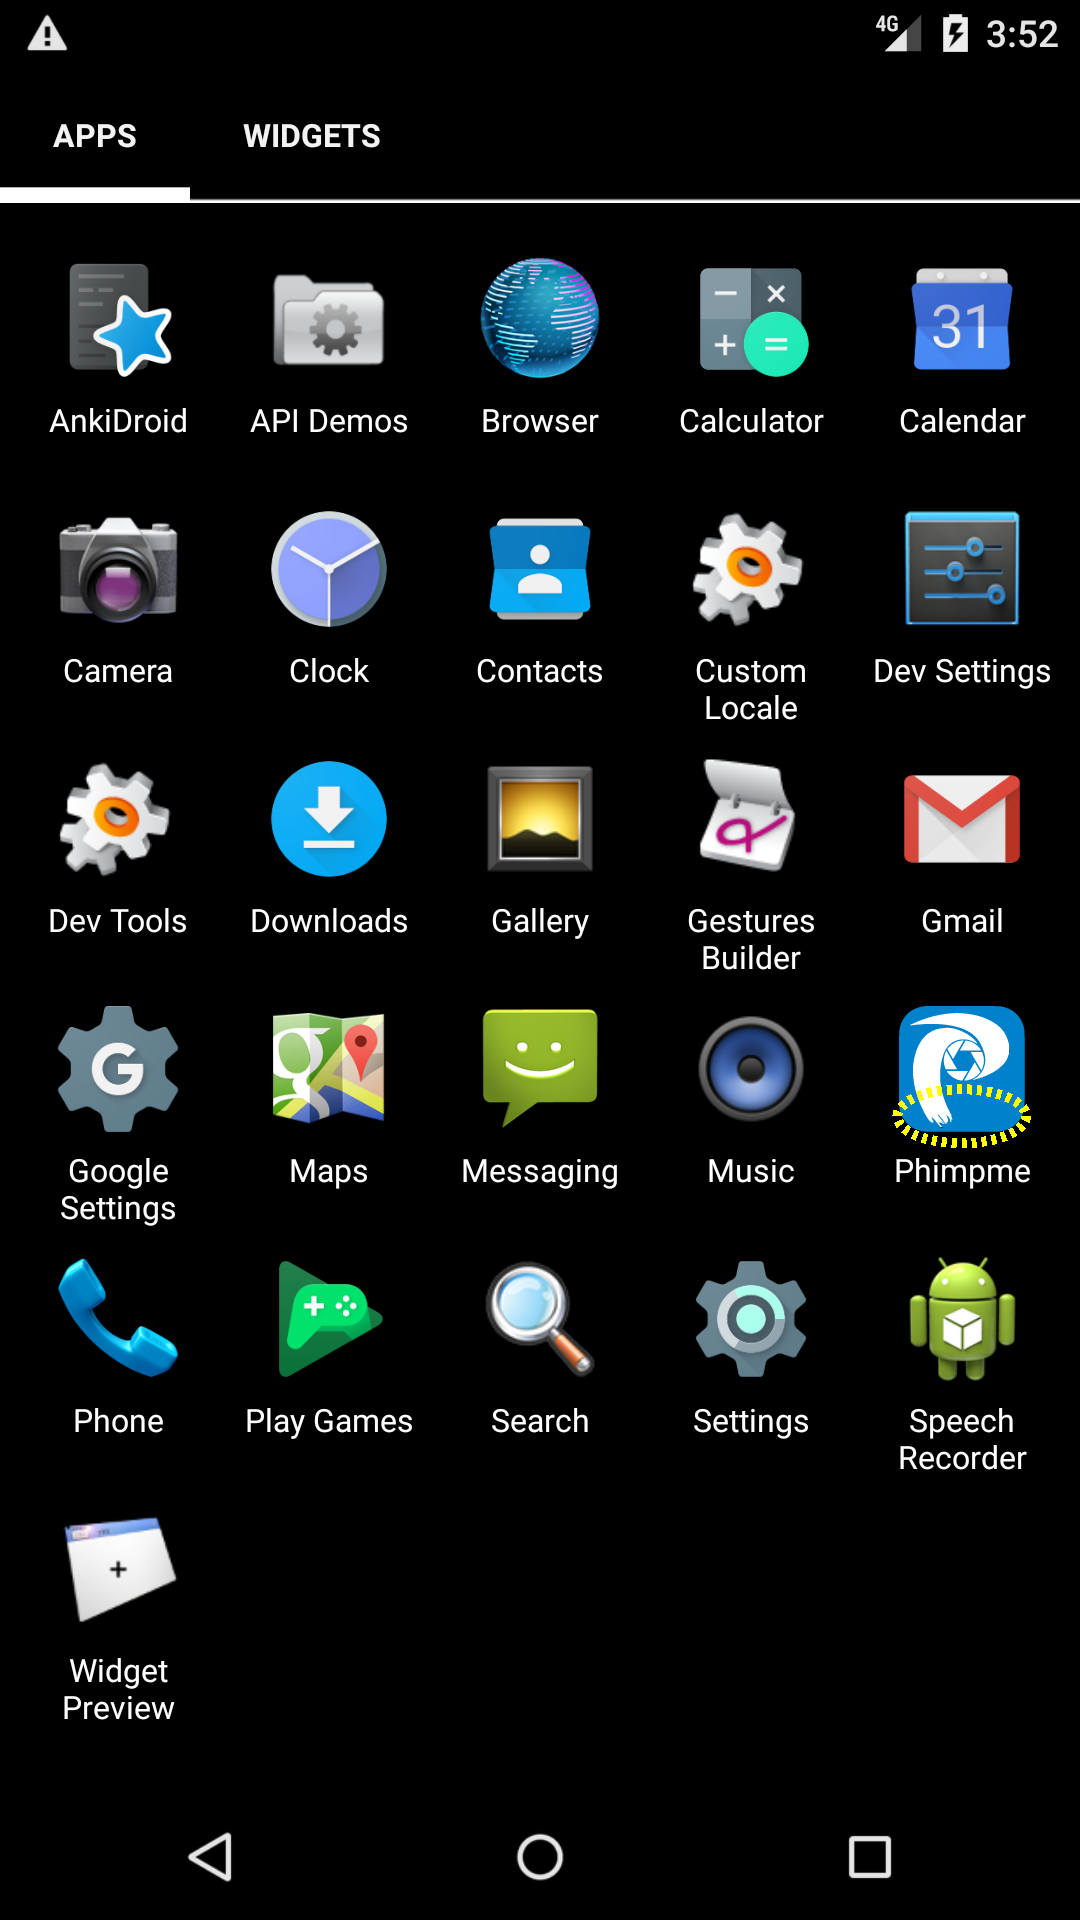 4G 3:52
APPS WIDGETS
31
AnkiDroid API Demos Browser Calculator Calendar
Camera Clock Contacts Custom Locale Dev Settings
Dev Tools Downloads Gallery Gestures Builder Gmail
G g
Google Settings Maps Messaging Music Phimpme
Phone Play Games Search Settings Speech Recorder
Widget Preview